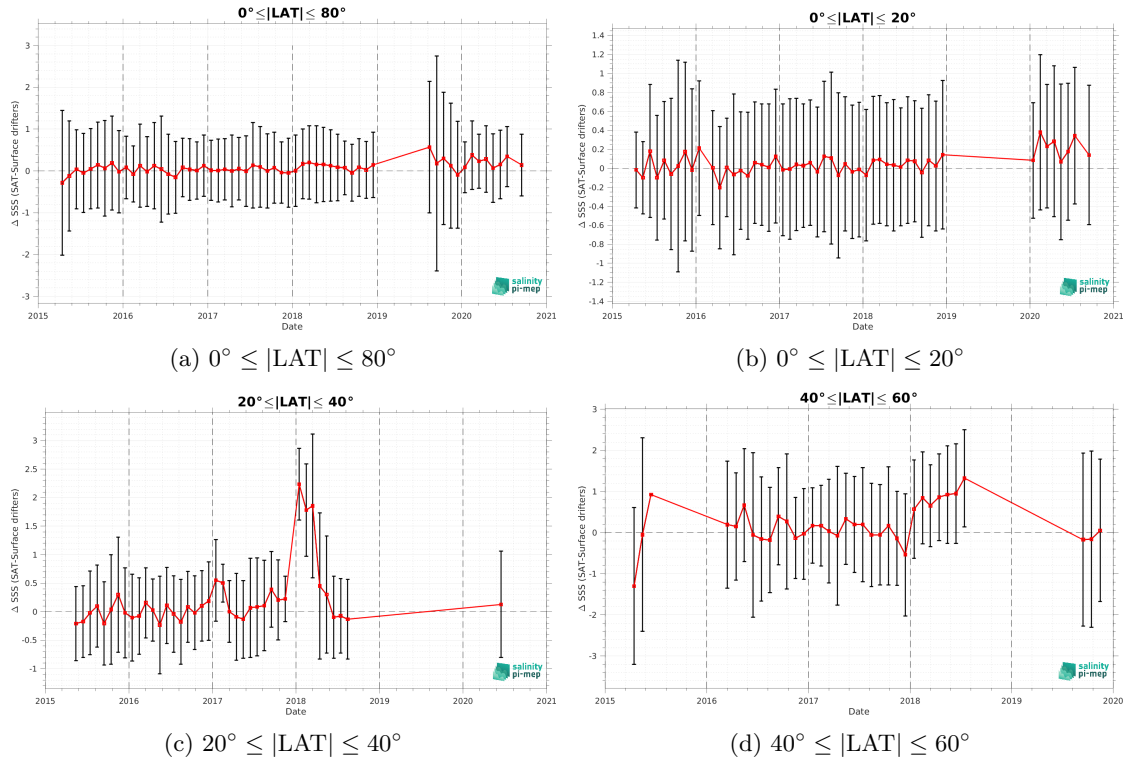 0°≤|LAT|≤ 80°
Δ SSS (SAT-Surface drifters)
3
2
1
0
-1
-2
-3
2015 2016 2017 2018 2019 2020 2021
Date
salinity
pi-mep
(a) 0° ≤ |LAT| ≤ 80°
0°≤|LAT|≤ 20°
Δ SSS (SAT-Surface drifters)
1.4
1.2
1
0.8
0.6
0.4
0.2
0
-0.2
-0.4
-0.6
-0.8
-1
-1.2
-1.4
2015 2016 2017 2018 2019 2020 2021
Date
salinity
pi-mep
(b) 0° ≤ |LAT| ≤ 20°
20°≤|LAT|≤ 40°
Δ SSS (SAT-Surface drifters)
3
2.5
2
1.5
1
0.5
0
-0.5
-1
2015 2016 2017 2018 2019 2020 2021
Date
salinity
pi-mep
(c) 20° ≤ |LAT| ≤ 40°
40°≤|LAT|≤ 60°
Δ SSS (SAT-Surface drifters)
3
2
1
0
-1
-2
-3
2015 2016 2017 2018 2019 2020
Date
salinity
pi-mep
(d) 40° ≤ |LAT| ≤ 60°